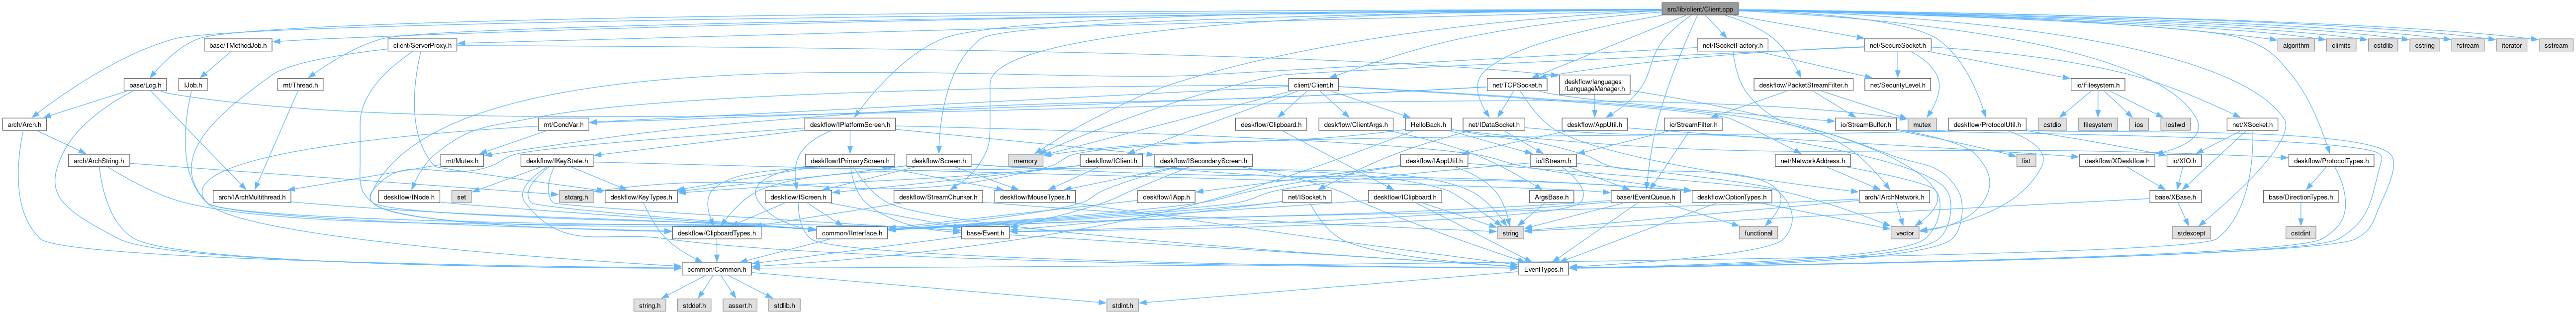 src/lib/client/Client.cpp
base/TMethodJob.h
client/ServerProxy.h
net/ISocketFactory.h
net/SecureSocket.h
algorithm
climits
cstdlib
cstring
fstream
iterator
sstream
base/Log.h
IJob.h
mt/Thread.h
client/Client.h
net/TCPSocket.h
deskflow/languages
/LanguageManager.h
deskflow/PacketStreamFilter.h
net/SecurityLevel.h
io/Filesystem.h
arch/Arch.h
mt/CondVar.h
deskflow/IPlatformScreen.h
deskflow/Clipboard.h
deskflow/ClientArgs.h
HelloBack.h
net/IDataSocket.h
deskflow/AppUtil.h
io/StreamFilter.h
io/StreamBuffer.h
mutex
deskflow/ProtocolUtil.h
cstdio
filesystem
ios
iosfwd
net/XSocket.h
arch/ArchString.h
mt/Mutex.h
deskflow/IKeyState.h
deskflow/IPrimaryScreen.h
deskflow/Screen.h
memory
deskflow/IClient.h
deskflow/ISecondaryScreen.h
deskflow/IAppUtil.h
io/IStream.h
net/NetworkAddress.h
list
deskflow/XDeskflow.h
io/XIO.h
deskflow/ProtocolTypes.h
arch/IArchMultithread.h
deskflow/INode.h
set
stdarg.h
deskflow/KeyTypes.h
deskflow/IScreen.h
deskflow/StreamChunker.h
deskflow/MouseTypes.h
deskflow/IApp.h
net/ISocket.h
deskflow/IClipboard.h
ArgsBase.h
base/IEventQueue.h
deskflow/OptionTypes.h
arch/IArchNetwork.h
base/XBase.h
base/DirectionTypes.h
deskflow/ClipboardTypes.h
common/IInterface.h
base/Event.h
string
functional
vector
stdexcept
cstdint
common/Common.h
EventTypes.h
string.h
stddef.h
assert.h
stdlib.h
stdint.h